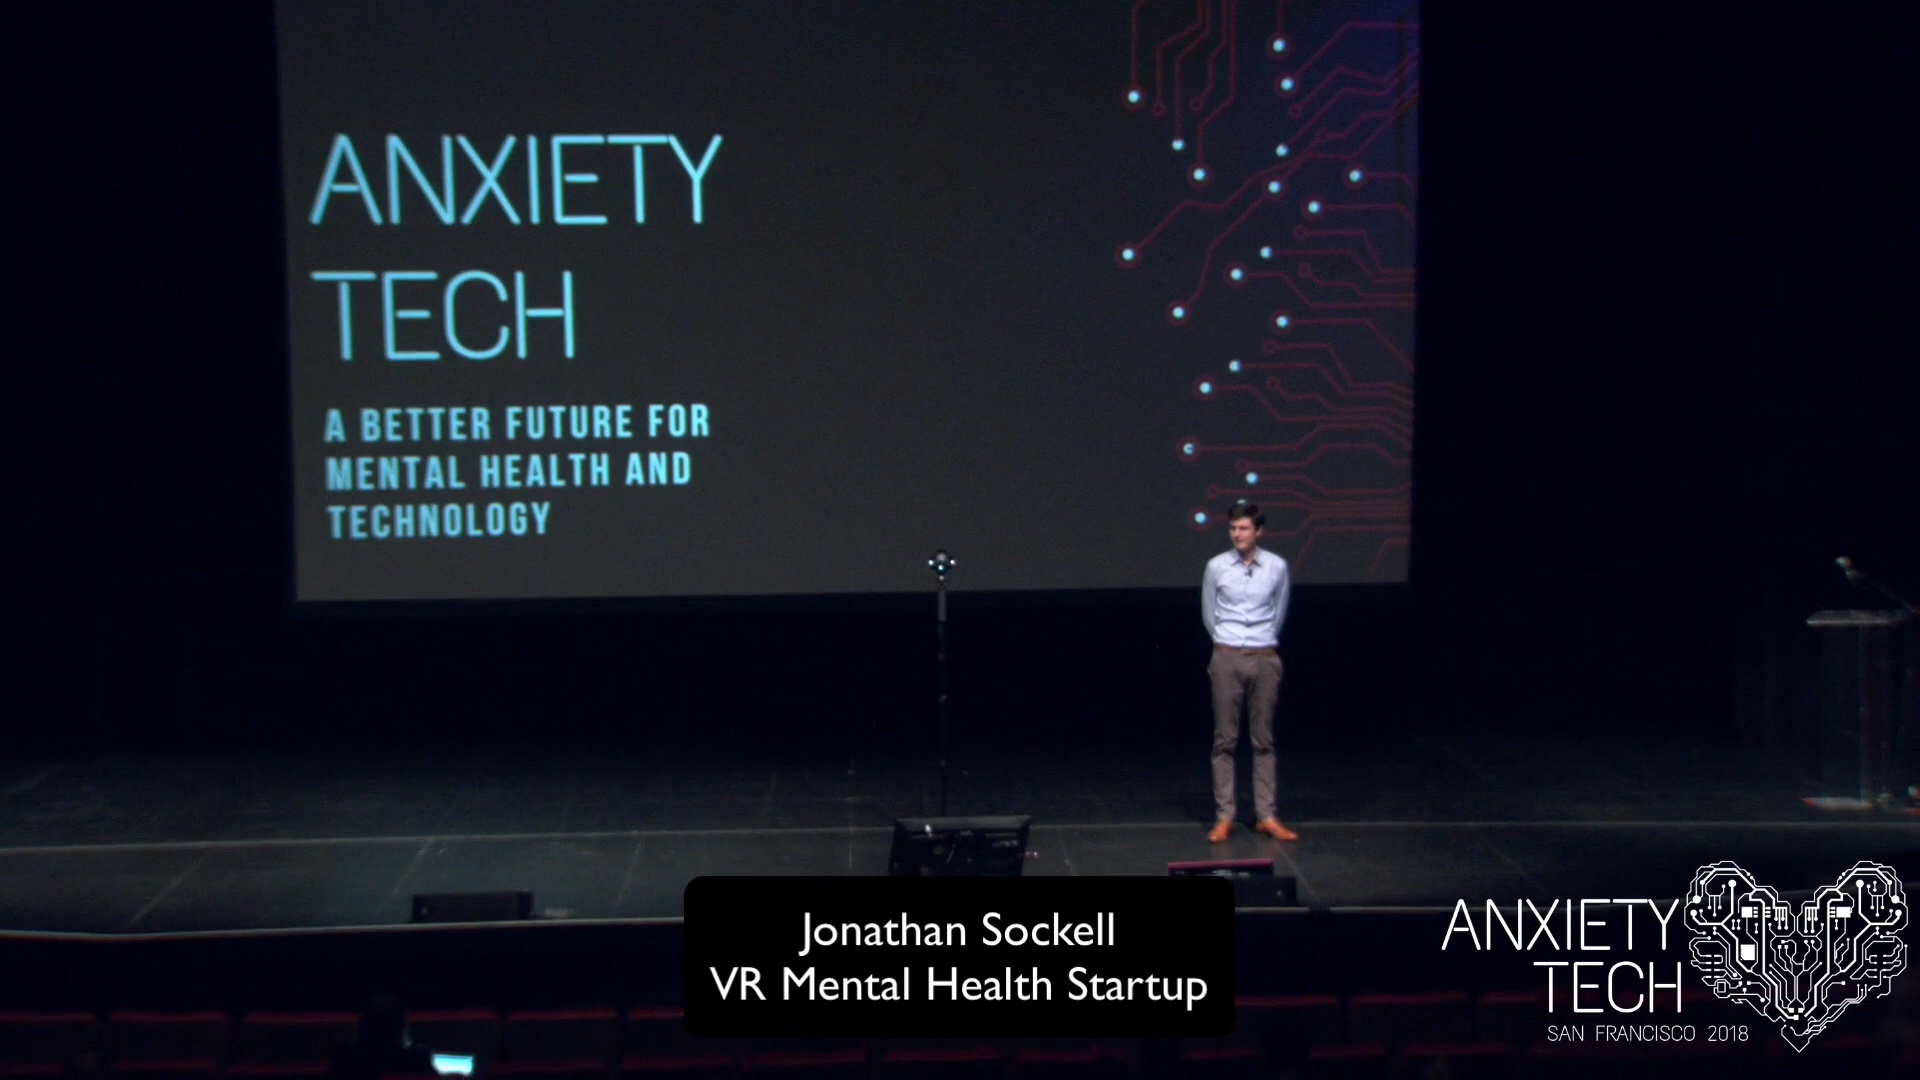 ANXIETY
TECH
A BETTER FUTURE FOR
MENTAL HEALTH AND
TECHNOLOGY
Jonathan Sockell
VR Mental Health Startup
ANXIETY
TECH
SAN FRANCISCO 2018